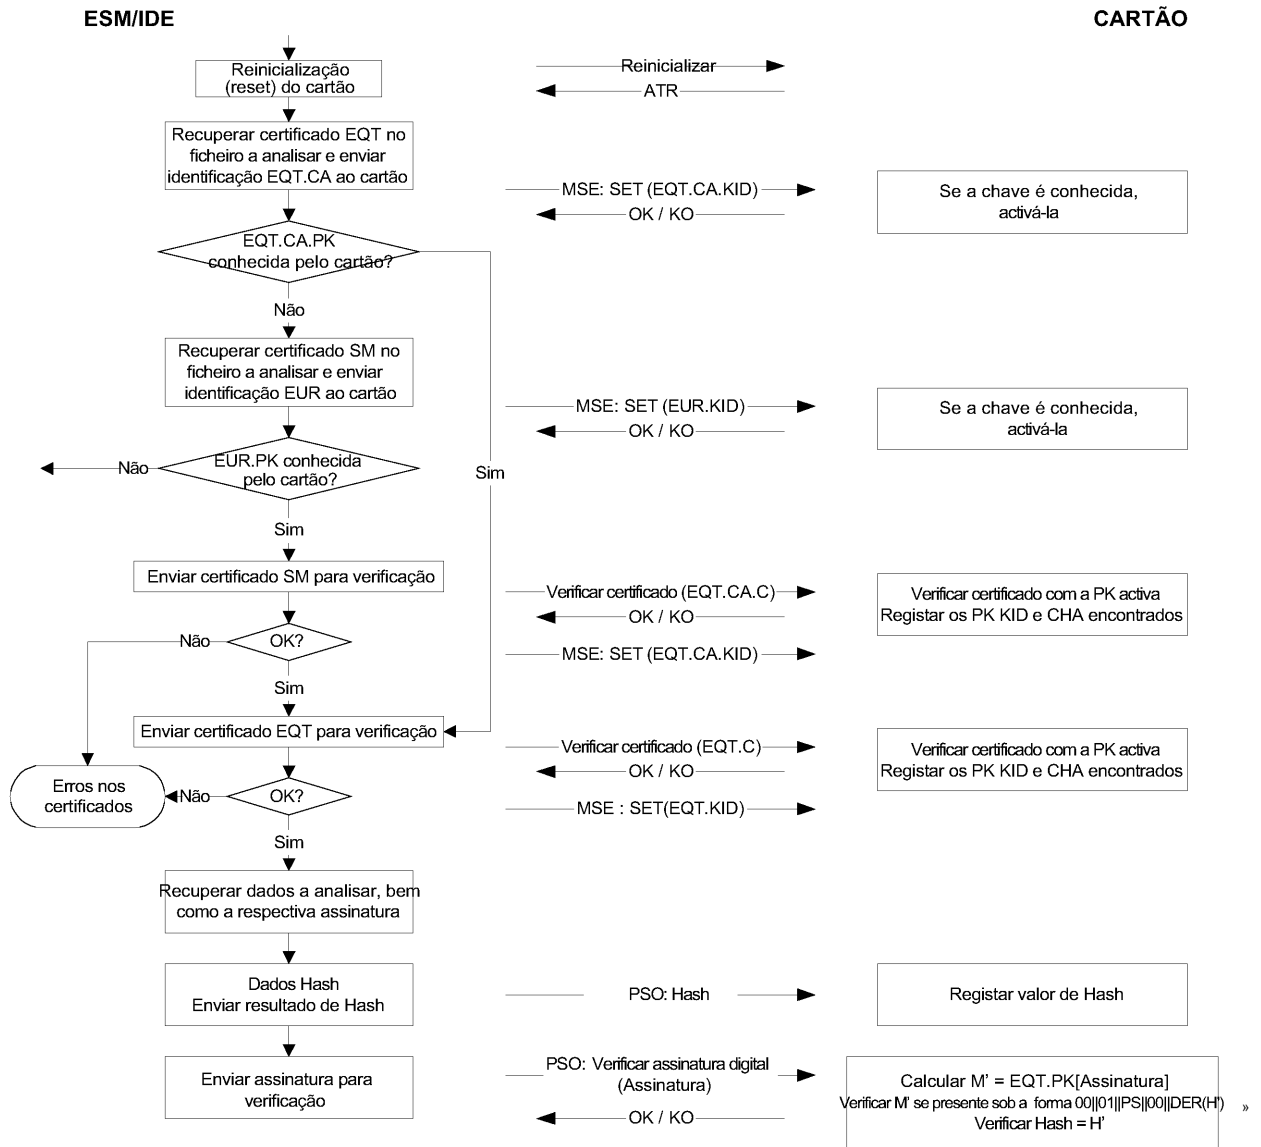 ESM/IDE
CARTÃO
Reinicialização
(reset) do cartão
Reinicializar
ATR
Recuperar certificado EQT no
ficheiro a analisar e enviar
identificação EQT.CA ao cartão
MSE: SET (EQT.CA.KID)
OK / KO
Se a chave é conhecida,
activá-la
EQT.CA.PK
conhecida pelo cartão?
Não
Recuperar certificado SM no
ficheiro a analisar e enviar
identificação EUR ao cartão
MSE: SET (EUR.KID)
OK / KO
Se a chave é conhecida,
activá-la
EUR.PK conhecida
pelo cartão?
Não
Sim
Sim
Enviar certificado SM para verificação
Verificar certificado (EQT.CA.C)
OK / KO
Verificar certificado com a PK activa
Registar os PK KID e CHA encontrados
OK?
Não
MSE: SET (EQT.CA.KID)
Sim
Enviar certificado EQT para verificação
Verificar certificado (EQT.C)
OK / KO
Verificar certificado com a PK activa
Registar os PK KID e CHA encontrados
Erros nos
certificados
Não
OK?
MSE : SET(EQT.KID)
Sim
Recuperar dados a analisar, bem
como a respectiva assinatura
Dados Hash
Enviar resultado de Hash
PSO: Hash
Registar valor de Hash
Enviar assinatura para
verificação
PSO: Verificar assinatura digital
(Assinatura)
OK / KO
Calcular M' = EQT.PK[Assinatura]
Verificar M' se presente sob a forma 00||01||PS||00||DER(H')
Verificar Hash = H'
»